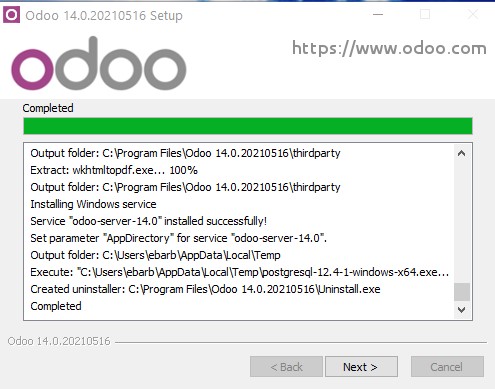 Odoo 14.0.20210516 Setup
odoo
https://www.odoo.com
Completed
Output folder: C:\Program Files\Odoo 14.0.20210516\thirdparty
Extract: wkhtmltopdf.exe... 100%
Output folder: C:\Program Files\Odoo 14.0.20210516\thirdparty
Installing Windows service
Service "odoo-server-14.0" installed successfully!
Set parameter "AppDirectory" for service "odoo-server-14.0".
Output folder: C:\Users\ebarb\AppData\Local\Temp
Execute: "C:\Users\ebarb\AppData\Local\Temp\postgresql-12.4-1-windows-x64.exe...
Created uninstaller: C:\Program Files\Odoo 14.0.20210516\Uninstall.exe
Completed
Odoo 14.0.20210516
< Back
Next >
Cancel